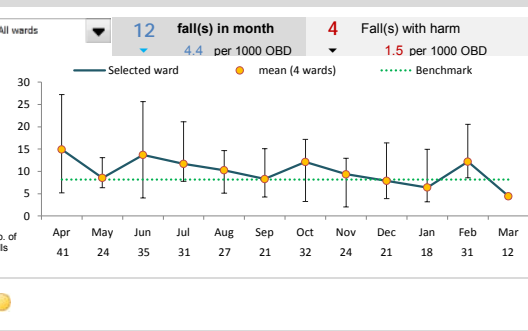 All wards
12 fall(s) in month 4 Fall(s) with harm
4.4 per 1000 OBD 1.5 per 1000 OBD
Selected ward mean (4 wards) Benchmark
30
25
20
15
10
5
0
Apr May Jun Jul Aug Sep Oct Nov Dec Jan Feb Mar
41 24 35 31 27 21 32 24 21 18 31 12